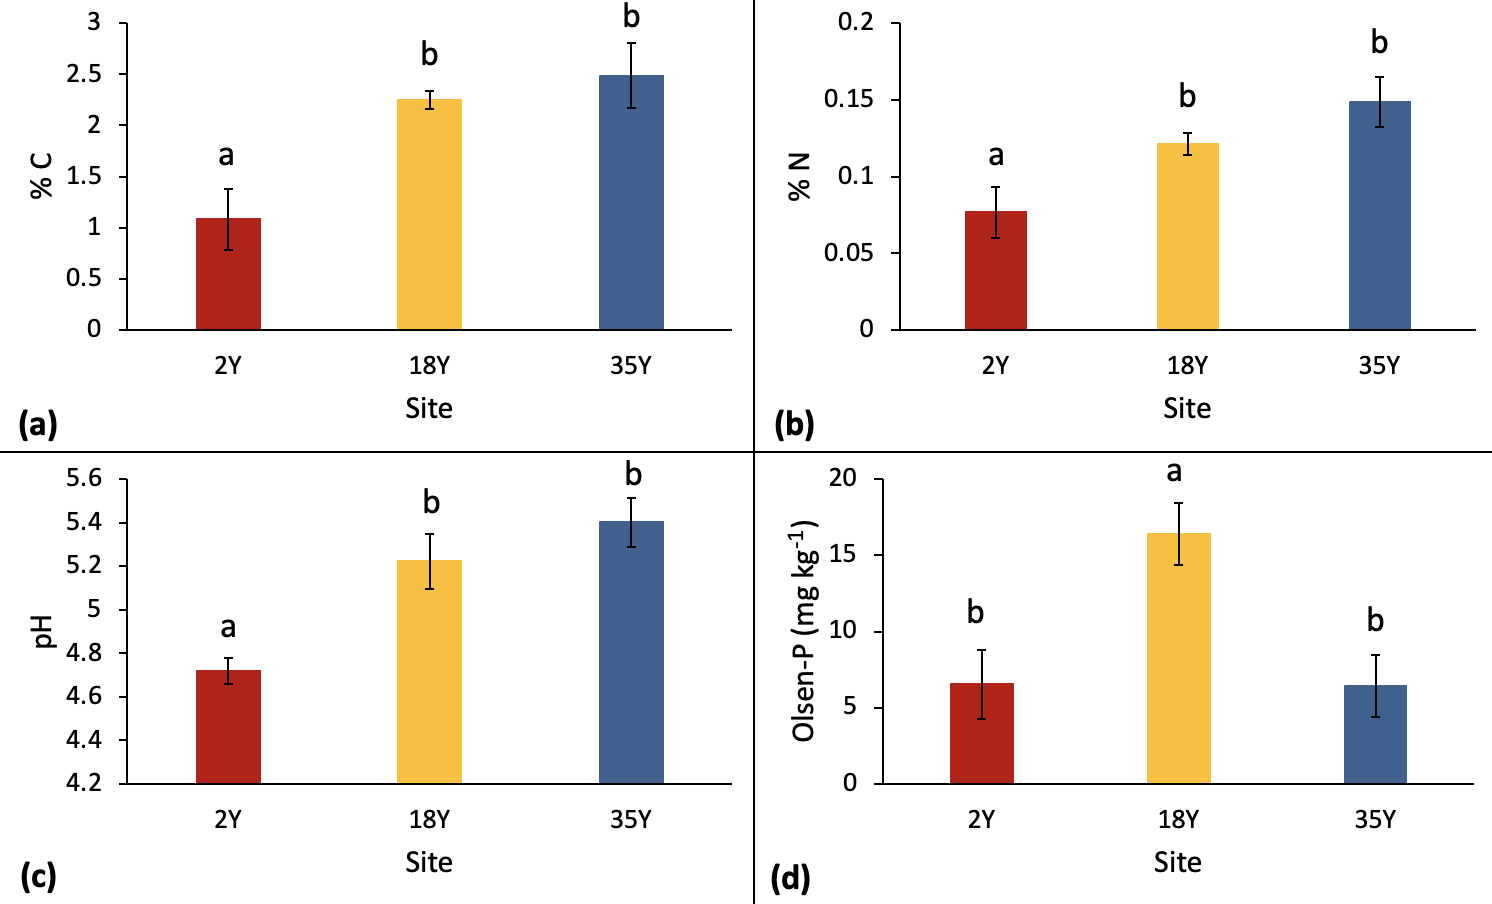 3
2.5
2
1.5
1
0.5
0
% C
a
b
b
2Y
18Y
35Y
Site
(a)
0.2
0.15
0.1
0.05
0
% N
a
b
b
2Y
18Y
35Y
Site
(b)
5.6
5.4
5.2
5
4.8
4.6
4.4
4.2
pH
a
b
b
2Y
18Y
35Y
Site
(c)
20
15
10
5
0
Olsen-P (mg kg⁻¹)
b
a
b
2Y
18Y
35Y
Site
(d)